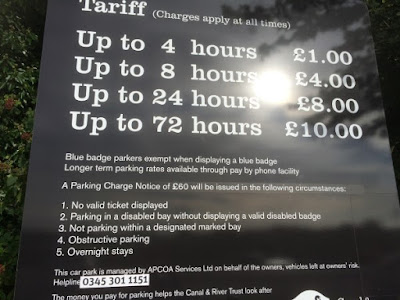 Tariff (Charges apply at all times)
Up to 4 hours £1.00
Up to 8 hours £4.00
Up to 24 hours £8.00
Up to 72 hours £10.00
Blue badge parkers exempt when displaying a blue badge
Longer term parking rates available through pay by phone facility
A Parking Charge Notice of £60 will be issued in the following circumstances:
1. No valid ticket displayed
2. Parking in a disabled bay without displaying a valid disabled badge
3. Not parking within a designated marked bay
4. Obstructive parking
5. Overnight stays
This car park is managed by APCOA Services Ltd on behalf of the owners, vehicles left at owners' risk.
Helpline 0345 301 1151
The money you pay for parking helps the Canal & River Trust look after